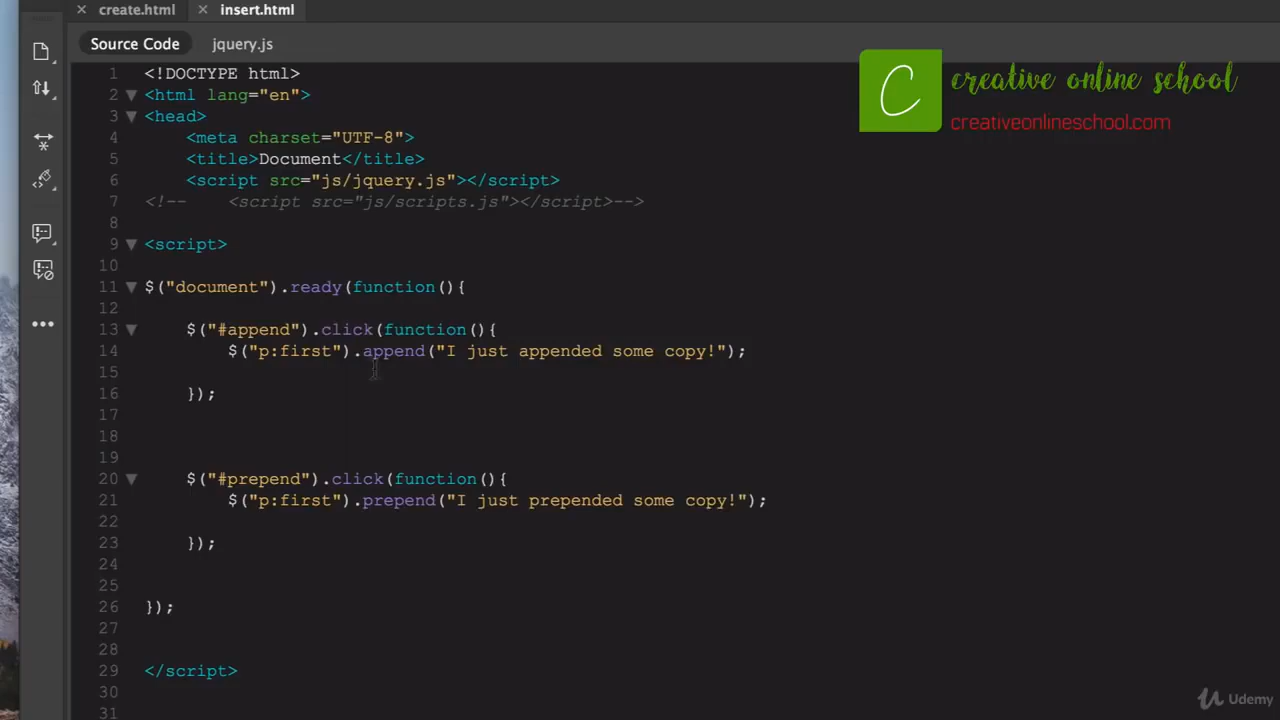 create.html insert.html
Source Code jquery.js
creative online school
creativeonlineschool.com
1 <!DOCTYPE html>
2 <html lang="en">
3 <head>
4 <meta charset="UTF-8">
5 <title>Document</title>
6 <script src="js/jquery.js"></script>
7 <!-- <script src="js/scripts.js"></script>-->
8
9 <script>
10
11 $("document").ready(function(){
12
13 $("#append").click(function(){
14 $("p:first").append("I just appended some copy!");
15
16 });
17
18
19
20 $("#prepend").click(function(){
21 $("p:first").prepend("I just prepended some copy!");
22
23 });
24
25
26 });
27
28
29 </script>
30
31
Udemy